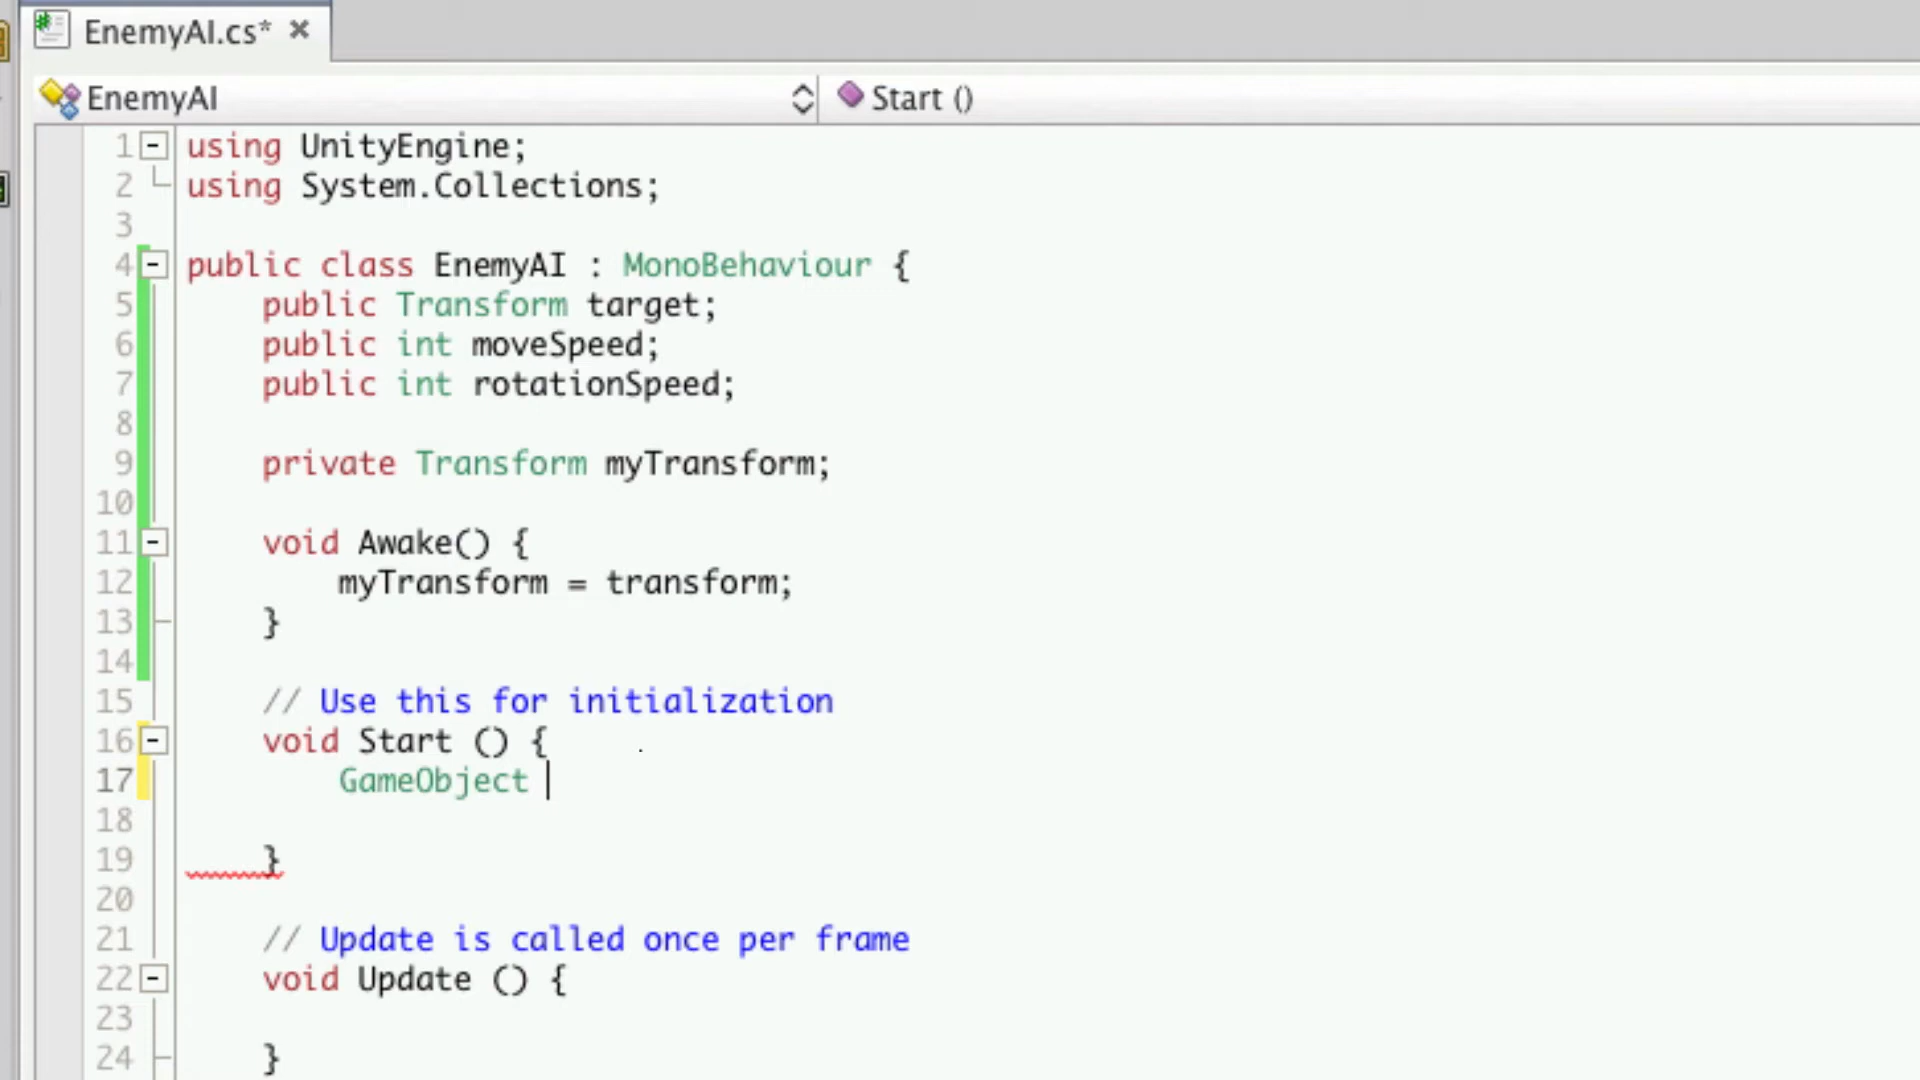 EnemyAI.cs*
EnemyAI
Start ()
1 using UnityEngine;
2 using System.Collections;
3
4 public class EnemyAI : MonoBehaviour {
5 public Transform target;
6 public int moveSpeed;
7 public int rotationSpeed;
8
9 private Transform myTransform;
10
11 void Awake() {
12 myTransform = transform;
13 }
14
15 // Use this for initialization
16 void Start () {
17 GameObject
18
19 }
20
21 // Update is called once per frame
22 void Update () {
23
24 }